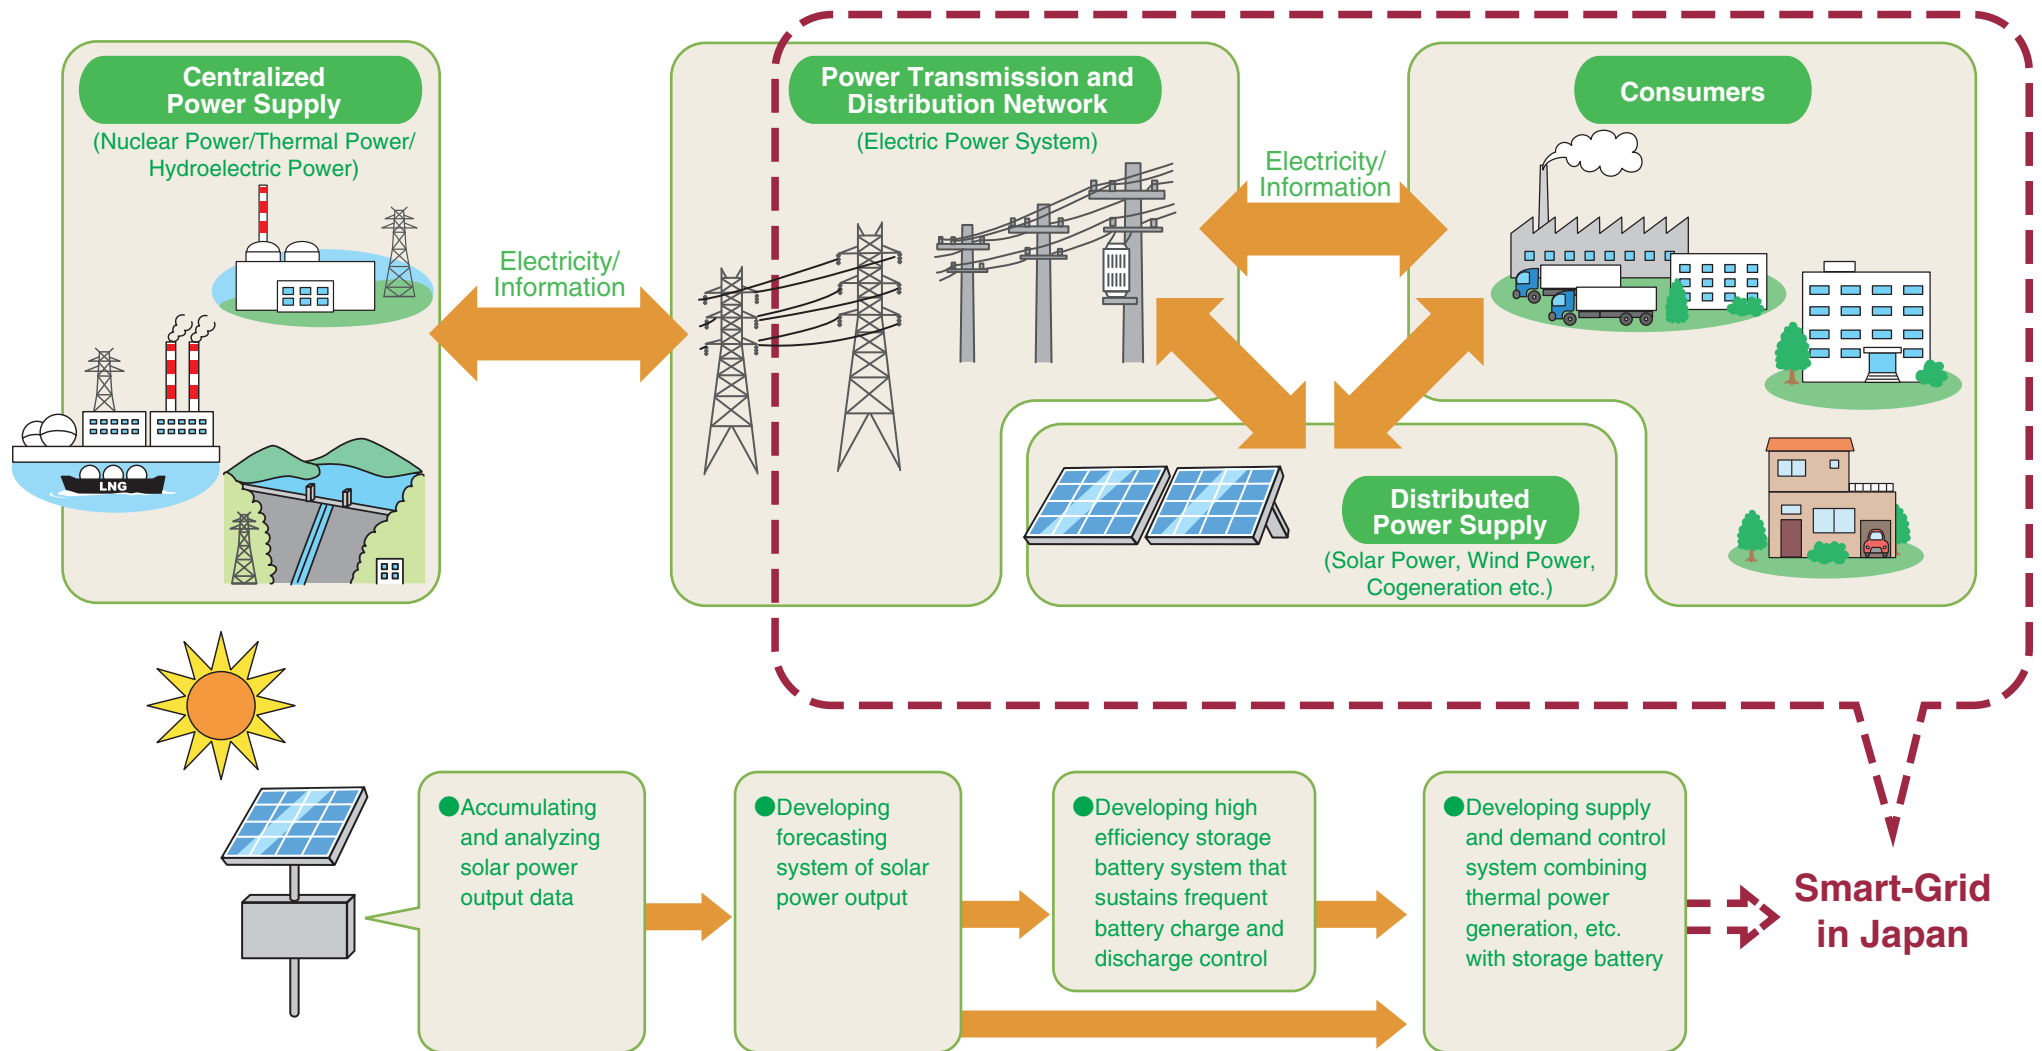 Centralized
Power Supply
(Nuclear Power/Thermal Power/
Hydroelectric Power)
Electricity/
Information
Power Transmission and
Distribution Network
(Electric Power System)
Electricity/
Information
Consumers
LNG
Distributed
Power Supply
(Solar Power, Wind Power,
Cogeneration etc.)
●Accumulating
and analyzing
solar power
output data
●Developing
forecasting
system of solar
power output
●Developing high
efficiency storage
battery system that
sustains frequent
battery charge and
discharge control
●Developing supply
and demand control
system combining
thermal power
generation, etc.
with storage battery
Smart-Grid
in Japan